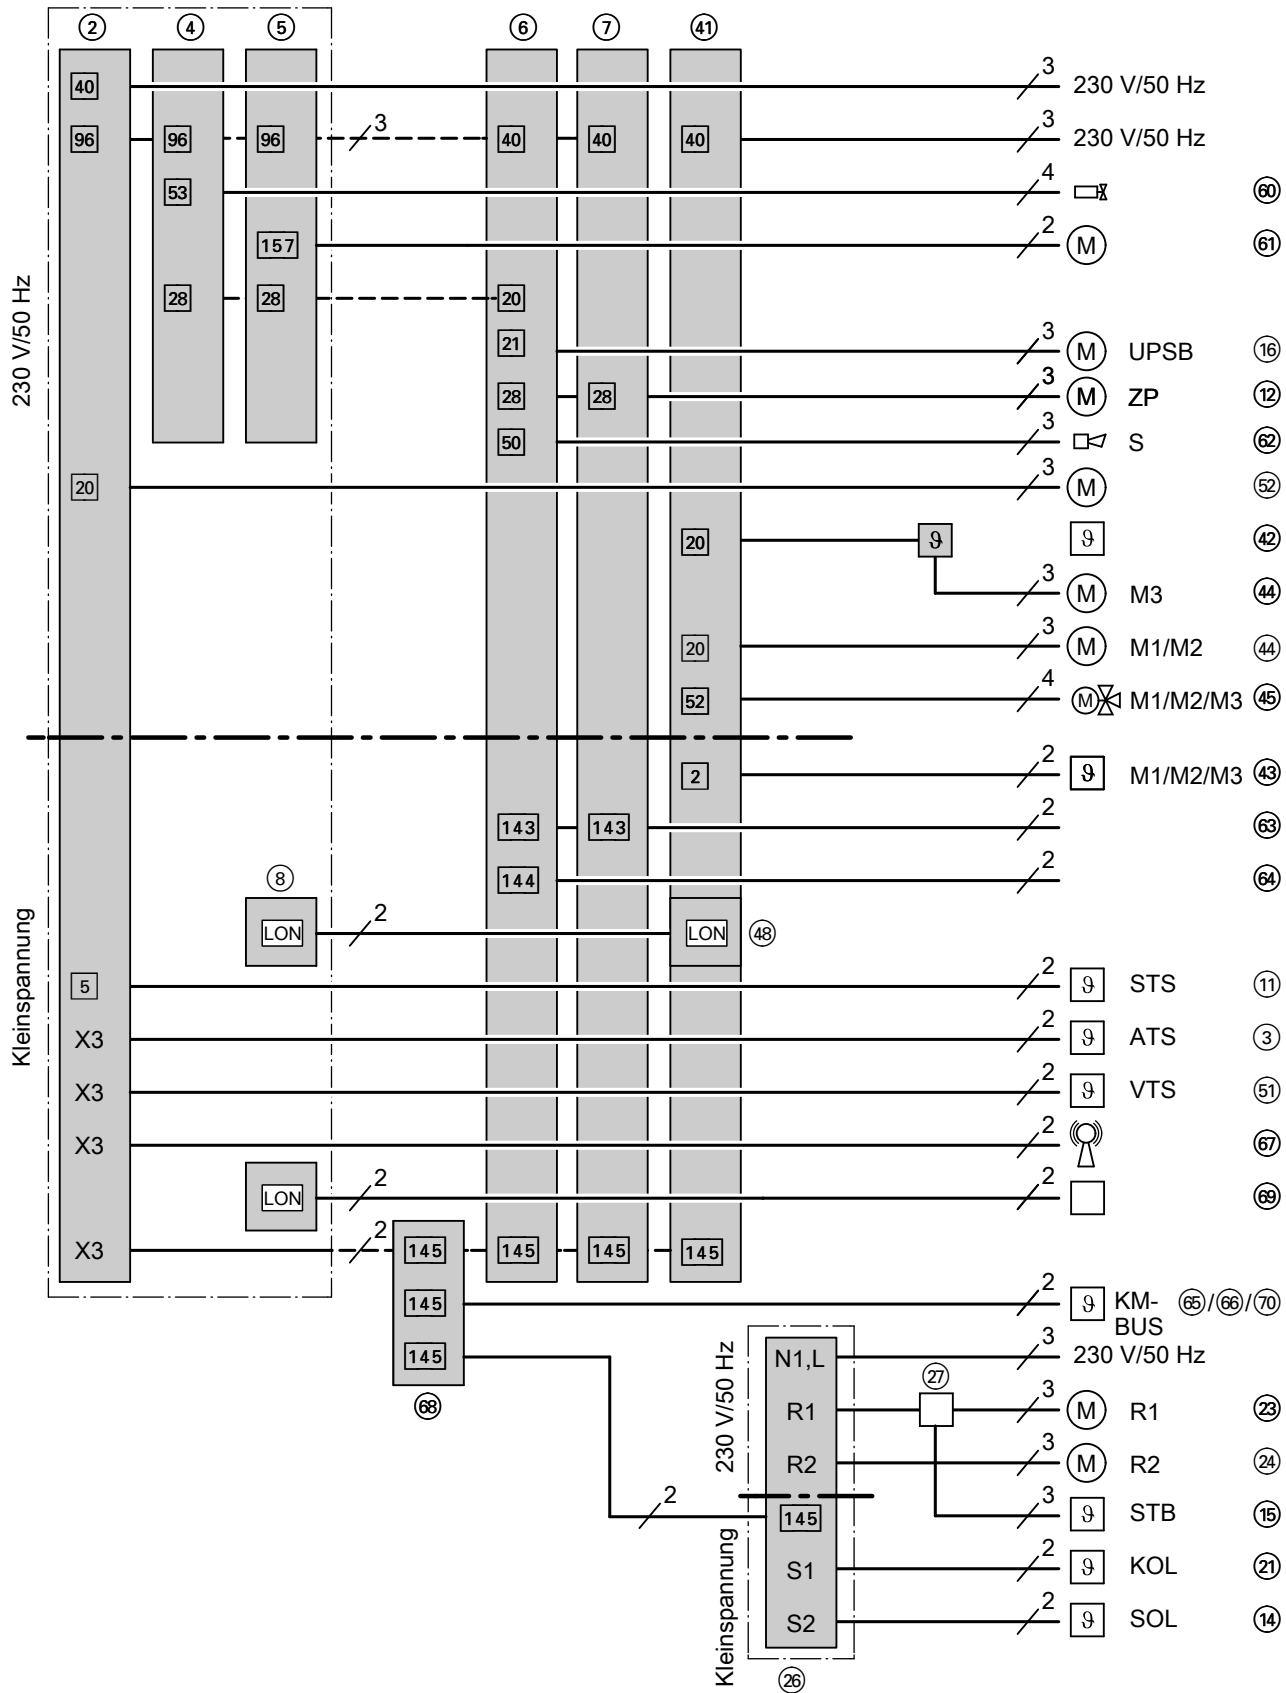 2 4 5 6 7 41
40 3 230 V/50 Hz
96 96 96 3 40 40 40 3 230 V/50 Hz
53 4 60
157 2 M 61
230 V/50 Hz
28 28 20
21 3 M UPSB 16
28 28 3 M ZP 12
50 3 S 62
20 3 M 52
20 ϑ ϑ 42
3 M M3 44
20 3 M M1/M2 44
52 4 M M1/M2/M3 45
2 2 ϑ M1/M2/M3 43
143 143 2 63
144 2 64
8
Kleinspannung
LON 2 LON 48
5 2 ϑ STS 11
X3 2 ϑ ATS 3
X3 2 ϑ VTS 51
X3 2 67
LON 2 2 69
X3 2 145 145 145 145
145 2 ϑ KM- 65/66/70
BUS
145 N1,L 3 230 V/50 Hz
68
230 V/50 Hz
27
R1 3 M R1 23
R2 3 M R2 24
2 145 3 ϑ STB 15
Kleinspannung
S1 2 ϑ KOL 21
S2 2 ϑ SOL 14
26